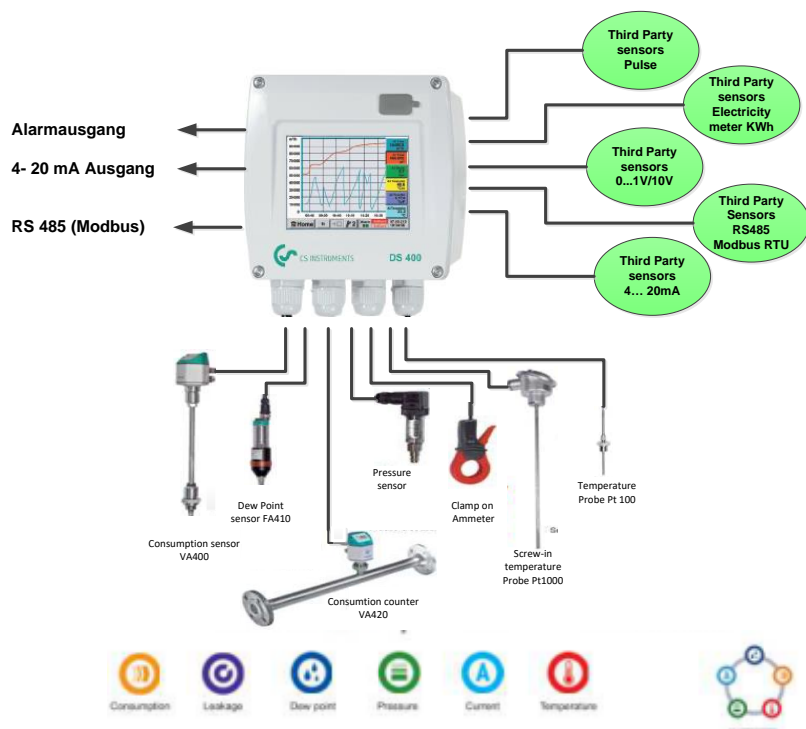 Third Party
sensors
Pulse
Third Party
sensors
Electricity
meter KWh
Alarmausgang
4- 20 mA Ausgang
Third Party
sensors
0...1V/10V
RS 485 (Modbus)
Third Party
Sensors
RS485
Modbus RTU
Home
CS INSTRUMENTS
DS 400
Third Party
sensors
4... 20mA
Pressure
sensor
Dew Point
sensor FA410
Clamp on
Ammeter
Temperature
Probe Pt 100
Consumption sensor
VA400
Screw-in
temperature
Probe Pt1000
Consumtion counter
VA420
Consumption
Leakage
Dew point
Pressure
Current
Temperature